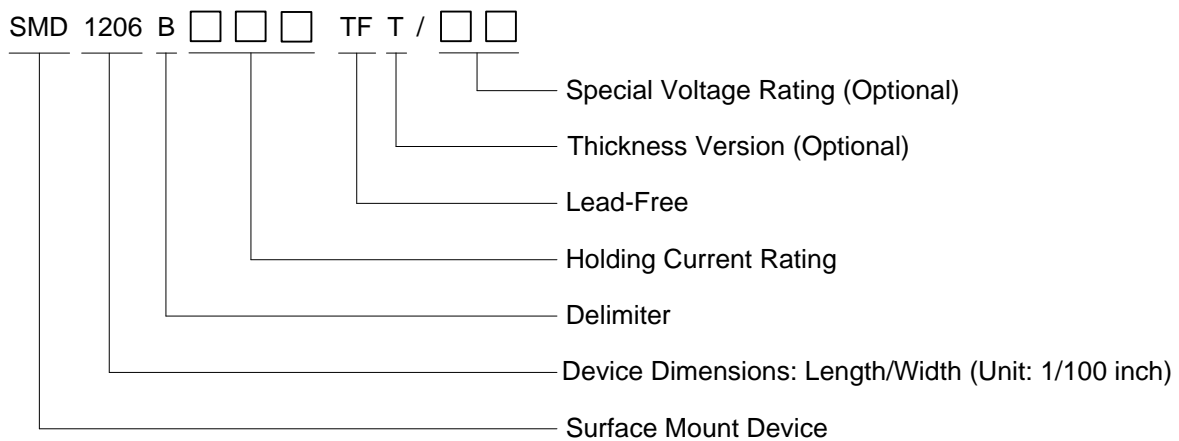 SMD 1206 B □ □ □ TF T / □ □
Special Voltage Rating (Optional)
Thickness Version (Optional)
Lead-Free
Holding Current Rating
Delimiter
Device Dimensions: Length/Width (Unit: 1/100 inch)
Surface Mount Device